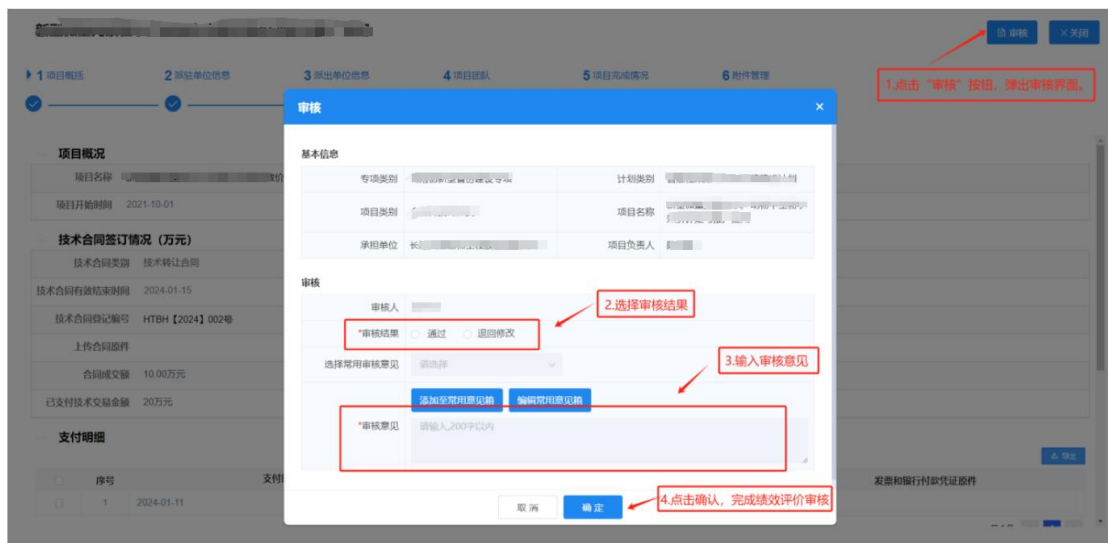 审核
×关闭
1 项目概括
2 派驻单位信息
3 派出单位信息
4 项目团队
5 项目完成情况
6 附件管理
1.点击“审核”按钮，弹出审核界面。
项目概况
项目名称
项目开始时间 2021-10-01
技术合同签订情况（万元）
技术合同类别 技术转让合同
技术合同有效结束时间 2024-01-15
技术合同登记编号 HTBH【2024】002号
上传合同原件
合同成交额 10.00万元
已支付技术交易金额 20万元
支付明细
导出
序号
支付
发票和银行付款凭证原件
1 2024-01-11
审核 ×
基本信息
专项类别
计划类别
项目类别
项目名称
承担单位
项目负责人
审核
审核人
2.选择审核结果
*审核结果 通过 退回修改
选择常用审核意见 请选择
3.输入审核意见
添加至常用意见箱 编辑常用意见箱
*审核意见 请输入,200字以内
取消 确定
4.点击确认，完成绩效评价审核